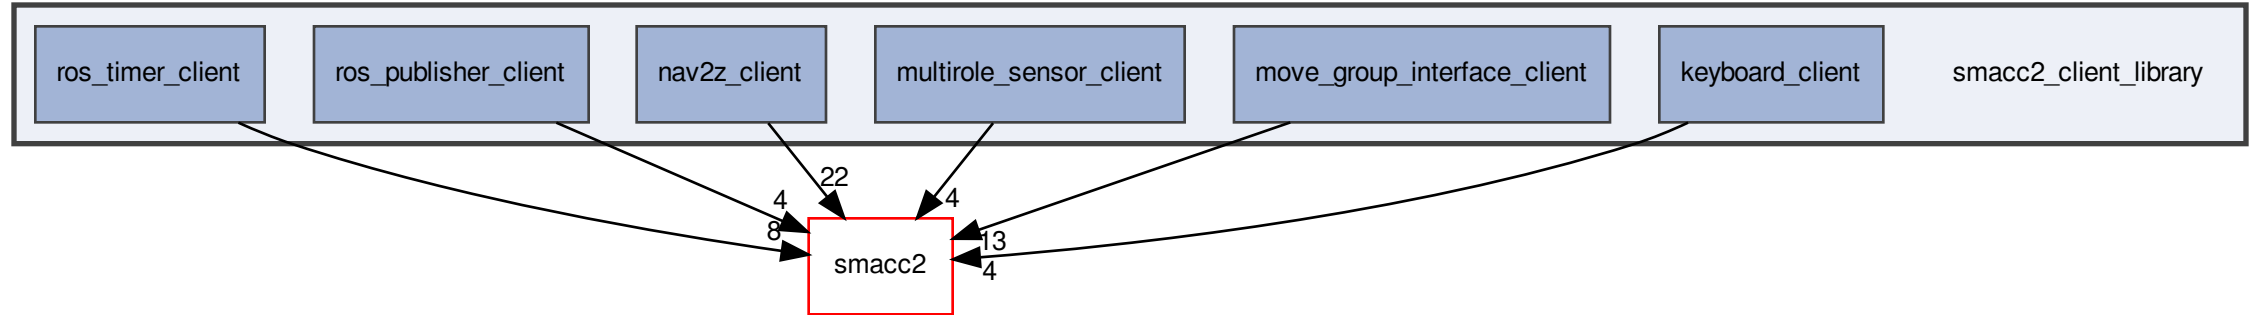 ros_timer_client
ros_publisher_client
nav2z_client
multirole_sensor_client
move_group_interface_client
keyboard_client
smacc2_client_library
22
4
4
8
13
4
smacc2